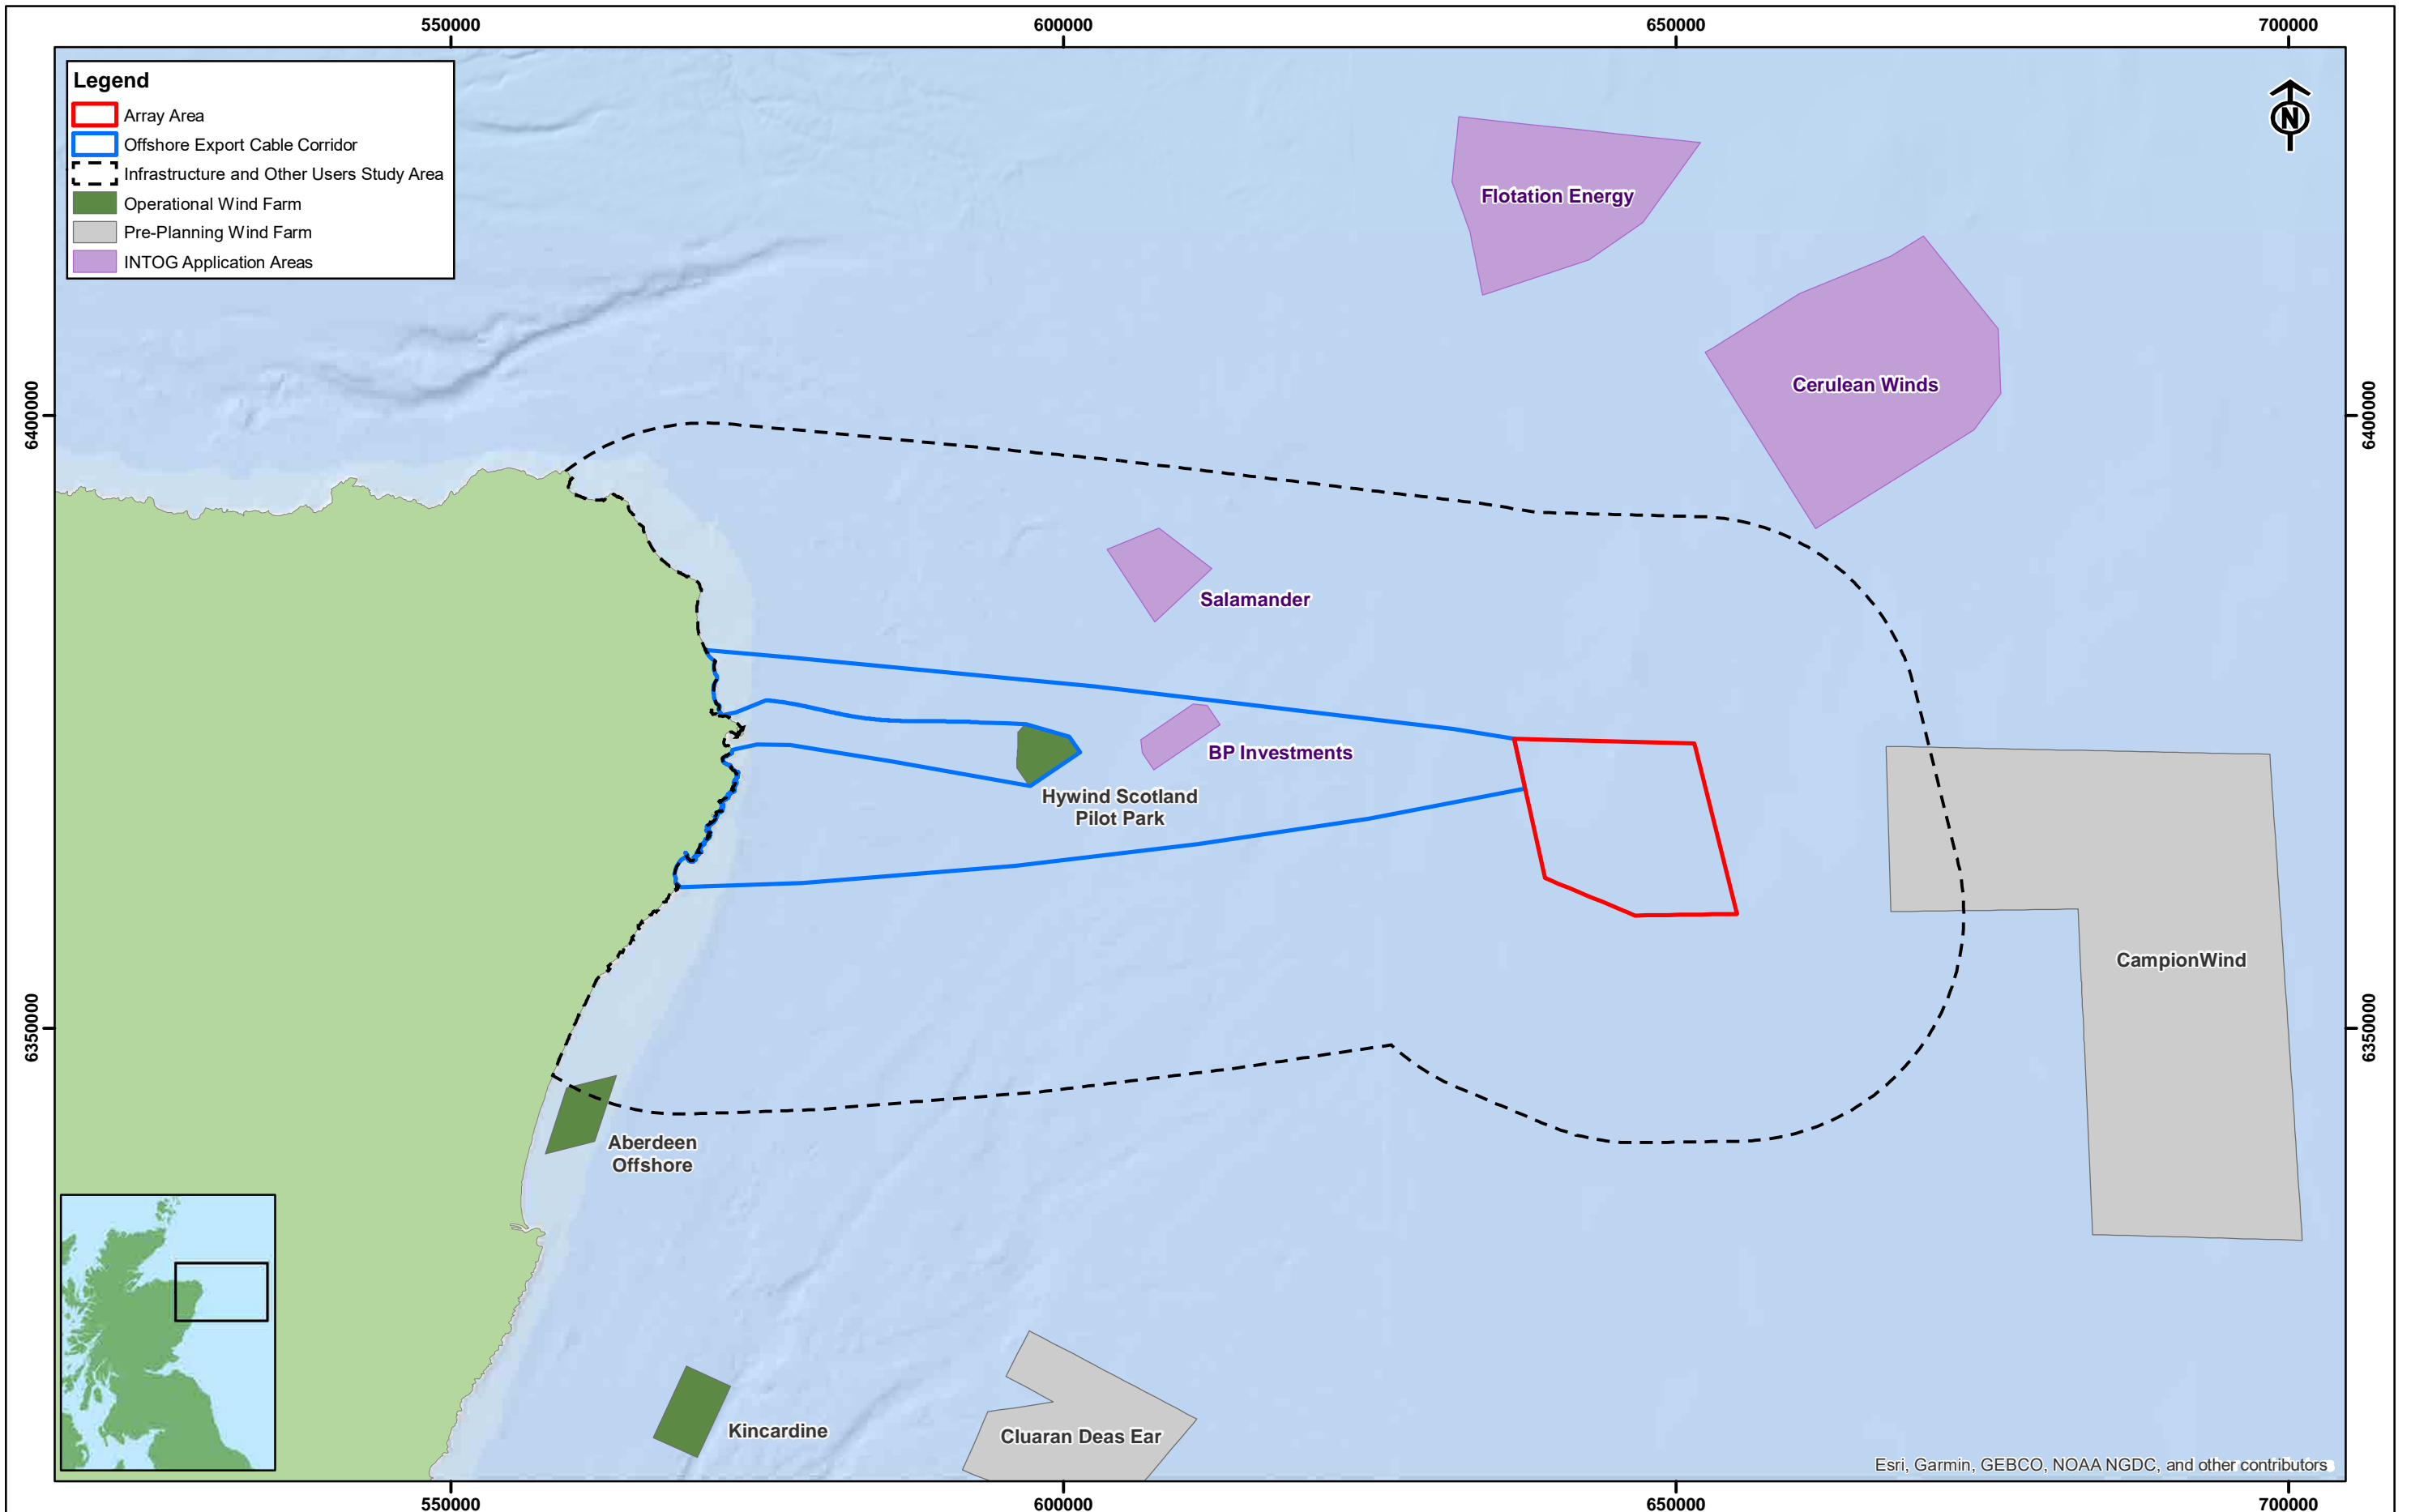 550000
600000
650000
700000
Legend
Array Area
Offshore Export Cable Corridor
Infrastructure and Other Users Study Area
Operational Wind Farm
Pre-Planning Wind Farm
INTOG Application Areas
N
Flotation Energy
Cerulean Winds
6400000
6400000
Salamander
BP Investments
Hywind Scotland
Pilot Park
CampionWind
6350000
6350000
Aberdeen
Offshore
Kincardine
Cluaran Deas Ear
Esri, Garmin, GEBCO, NOAA NGDC, and other contributors
550000
600000
650000
700000